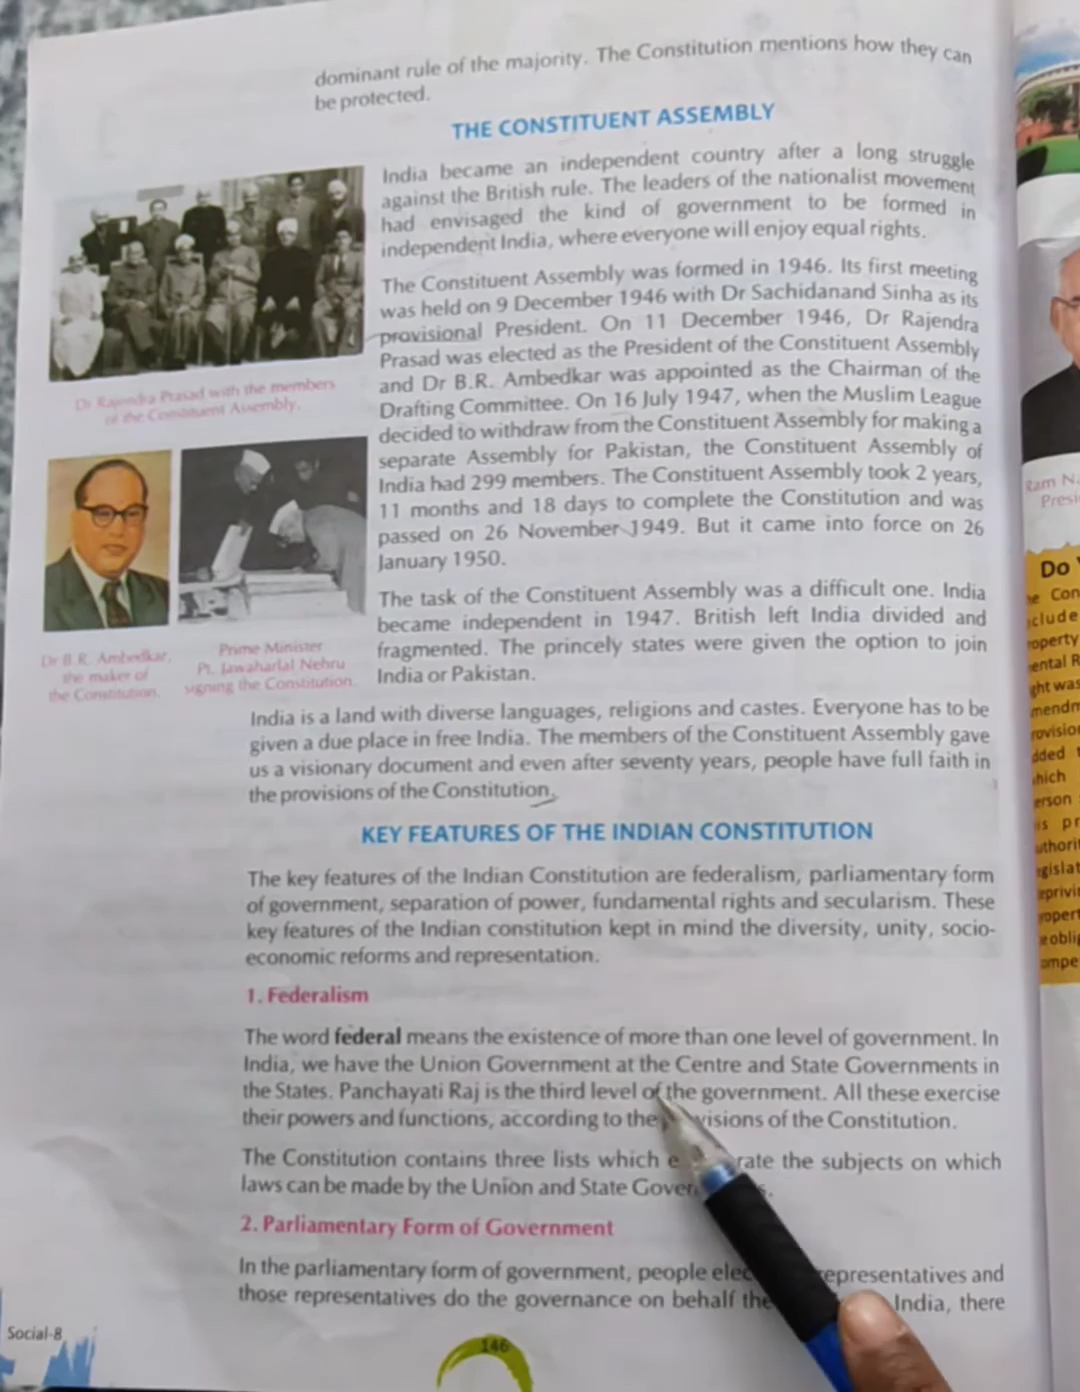 dominant rule of the majority. The Constitution mentions how they can
be protected.
THE CONSTITUENT ASSEMBLY
India became an independent country after a long struggle
against the British rule. The leaders of the nationalist movement
had envisaged the kind of government to be formed in
independent India, where everyone will enjoy equal rights.
The Constituent Assembly was formed in 1946. Its first meeting
was held on 9 December 1946 with Dr Sachidanand Sinha as its
provisional President. On 11 December 1946, Dr Rajendra
Prasad was elected as the President of the Constituent Assembly
and Dr B.R. Ambedkar was appointed as the Chairman of the
Drafting Committee. On 16 July 1947, when the Muslim League
decided to withdraw from the Constituent Assembly for making a
separate Assembly for Pakistan, the Constituent Assembly of
India had 299 members. The Constituent Assembly took 2 years,
11 months and 18 days to complete the Constitution and was
passed on 26 November 1949. But it came into force on 26
January 1950.
The task of the Constituent Assembly was a difficult one. India
became independent in 1947. British left India divided and
fragmented. The princely states were given the option to join
India or Pakistan.
Dr Rajendra Prasad with the members
of the Constituent Assembly.
Dr B.R. Ambedkar,
the maker of
the Constitution.
Prime Minister
Pt. Jawaharlal Nehru
signing the Constitution.
India is a land with diverse languages, religions and castes. Everyone has to be
given a due place in free India. The members of the Constituent Assembly gave
us a visionary document and even after seventy years, people have full faith in
the provisions of the Constitution.
KEY FEATURES OF THE INDIAN CONSTITUTION
The key features of the Indian Constitution are federalism, parliamentary form
of government, separation of power, fundamental rights and secularism. These
key features of the Indian constitution kept in mind the diversity, unity, socio-
economic reforms and representation.
1. Federalism
The word federal means the existence of more than one level of government. In
India, we have the Union Government at the Centre and State Governments in
the States. Panchayati Raj is the third level of the government. All these exercise
their powers and functions, according to the visions of the Constitution.
The Constitution contains three lists which e rate the subjects on which
laws can be made by the Union and State Gover s.
2. Parliamentary Form of Government
In the parliamentary form of government, people elec representatives and
those representatives do the governance on behalf the India, there
Social-8
146
Ram N.
Presi
Do